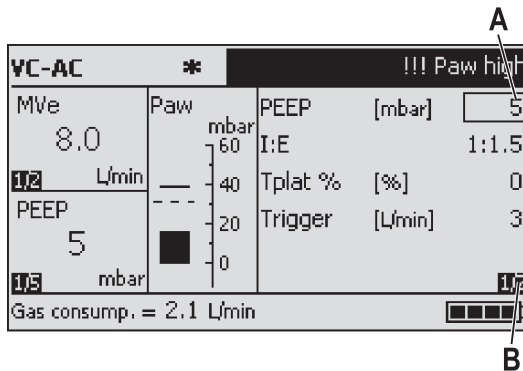 A
VC-AC * !!! Paw high
MVe
8.0
L/min
1/2
PEEP
5
mbar
1/5
Paw
mbar
60
40
20
0
PEEP [mbar] 5
I:E 1:1.5
Tplat % [%] 0
Trigger [L/min] 3
Gas consump. = 2.1 L/min
B